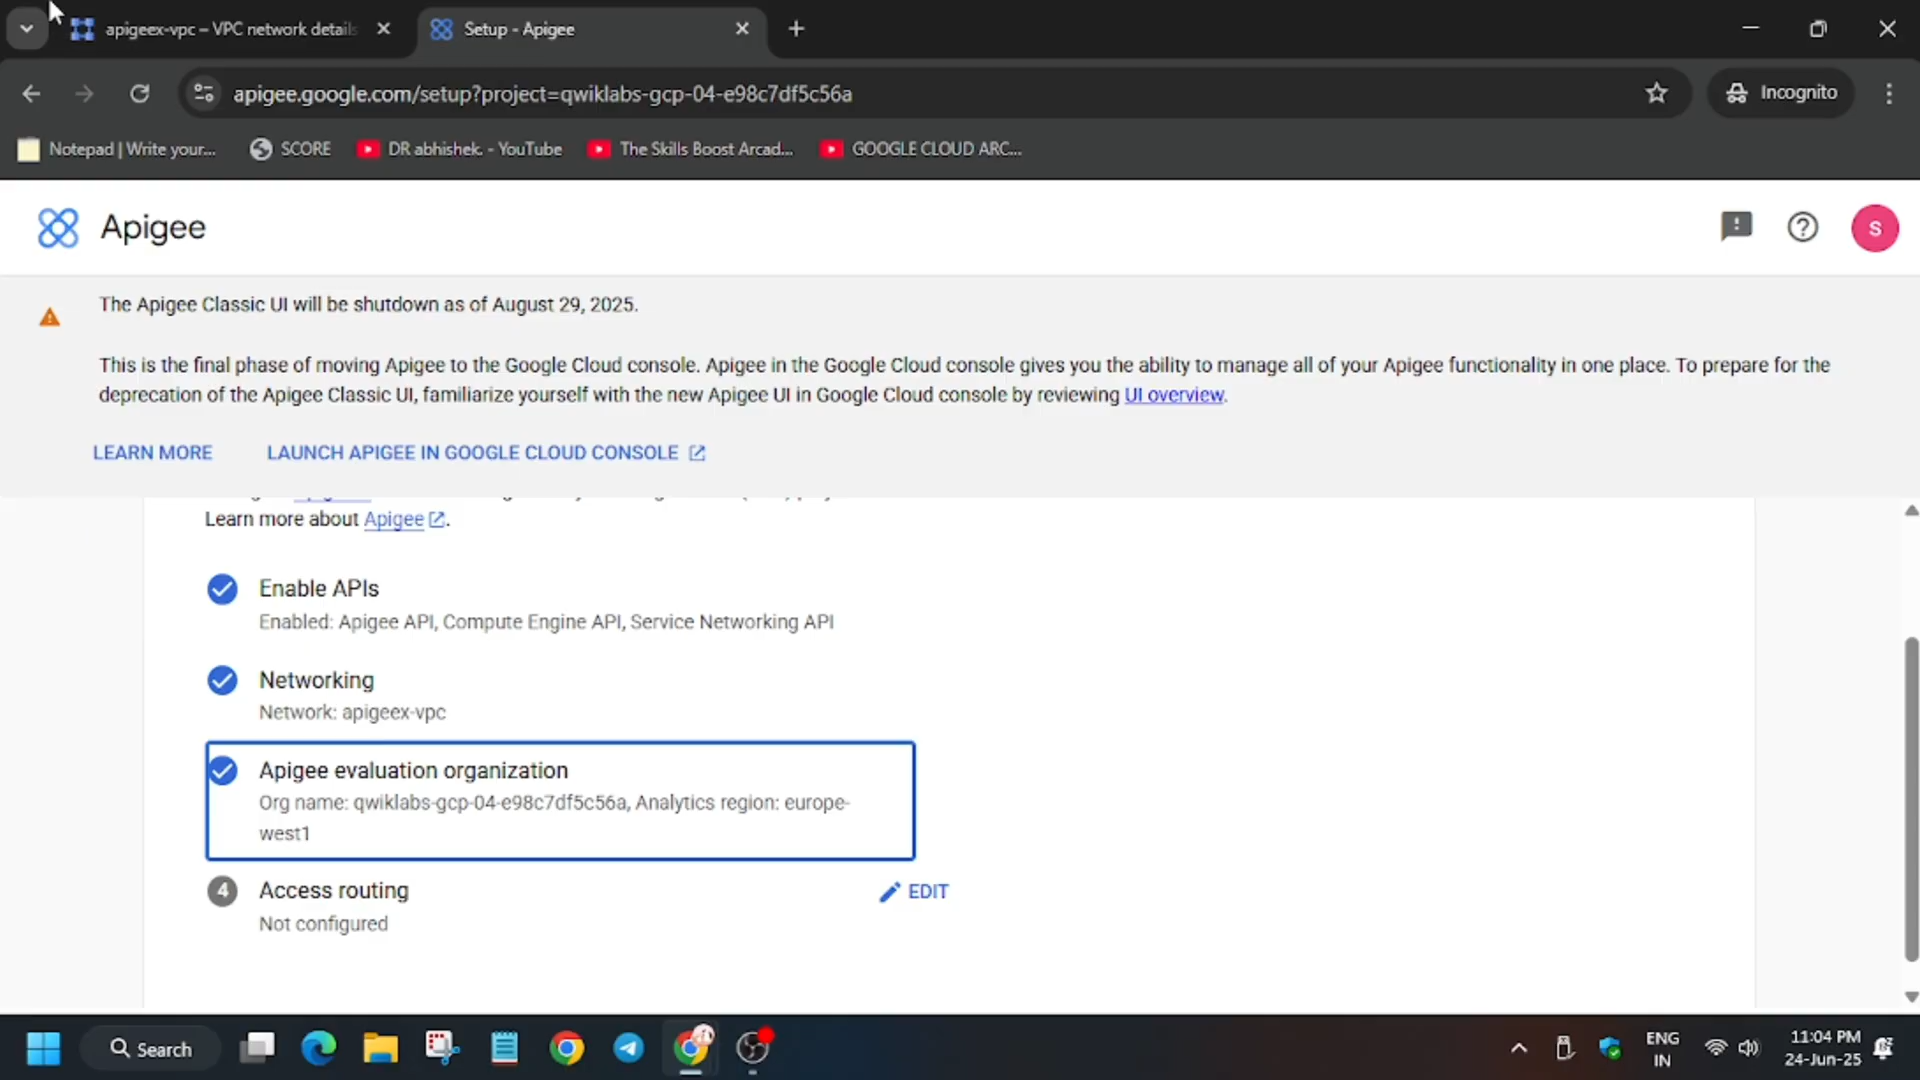 apigeex-vpc – VPC network details
Setup - Apigee
apigee.google.com/setup?project=qwiklabs-gcp-04-e98c7df5c56a
Incognito
Notepad | Write your...
SCORE
DR abhishek. - YouTube
The Skills Boost Arcad...
GOOGLE CLOUD ARC...
Apigee
S
The Apigee Classic UI will be shutdown as of August 29, 2025.
This is the final phase of moving Apigee to the Google Cloud console. Apigee in the Google Cloud console gives you the ability to manage all of your Apigee functionality in one place. To prepare for the
deprecation of the Apigee Classic UI, familiarize yourself with the new Apigee UI in Google Cloud console by reviewing UI overview.
LEARN MORE
LAUNCH APIGEE IN GOOGLE CLOUD CONSOLE
Learn more about Apigee.
Enable APIs
Enabled: Apigee API, Compute Engine API, Service Networking API
Networking
Network: apigeex-vpc
Apigee evaluation organization
Org name: qwiklabs-gcp-04-e98c7df5c56a, Analytics region: europe-
west1
4
Access routing
EDIT
Not configured
Search
ENG
IN
11:04 PM
24-Jun-25